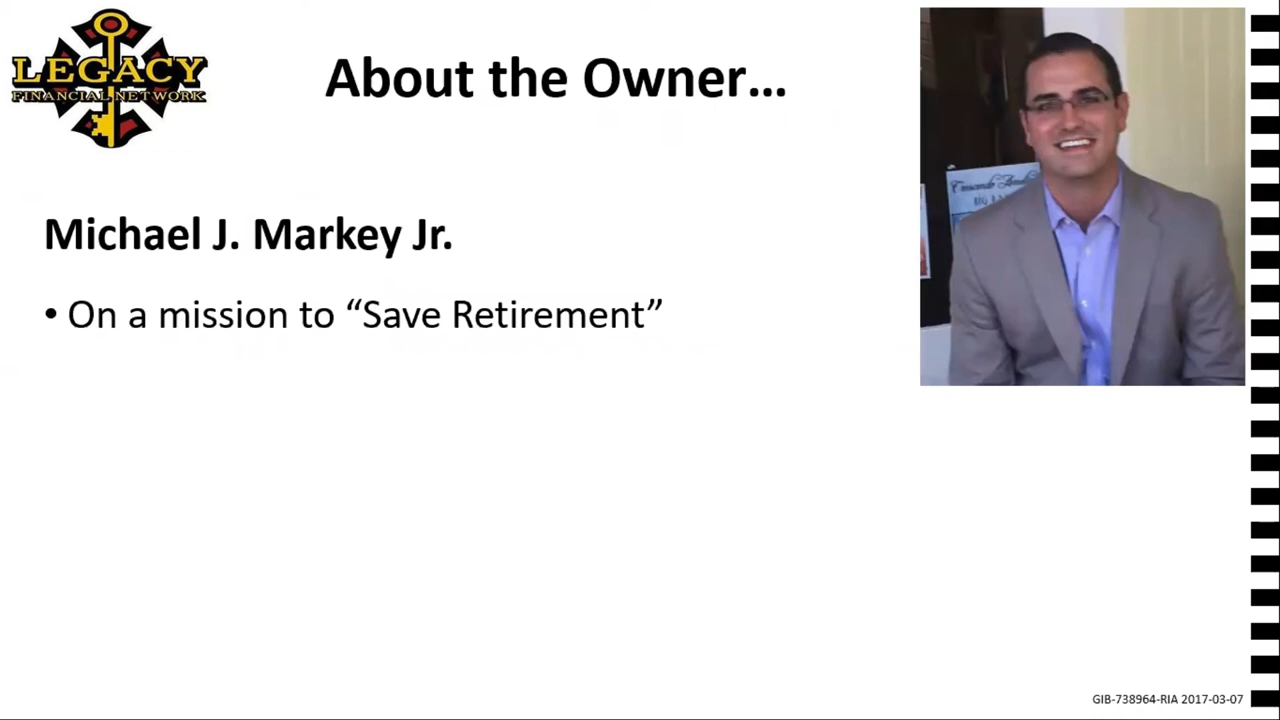 LEGACY
FINANCIAL NETWORK
About the Owner...
Michael J. Markey Jr.
• On a mission to “Save Retirement”
GIB-738964-RIA 2017-03-07